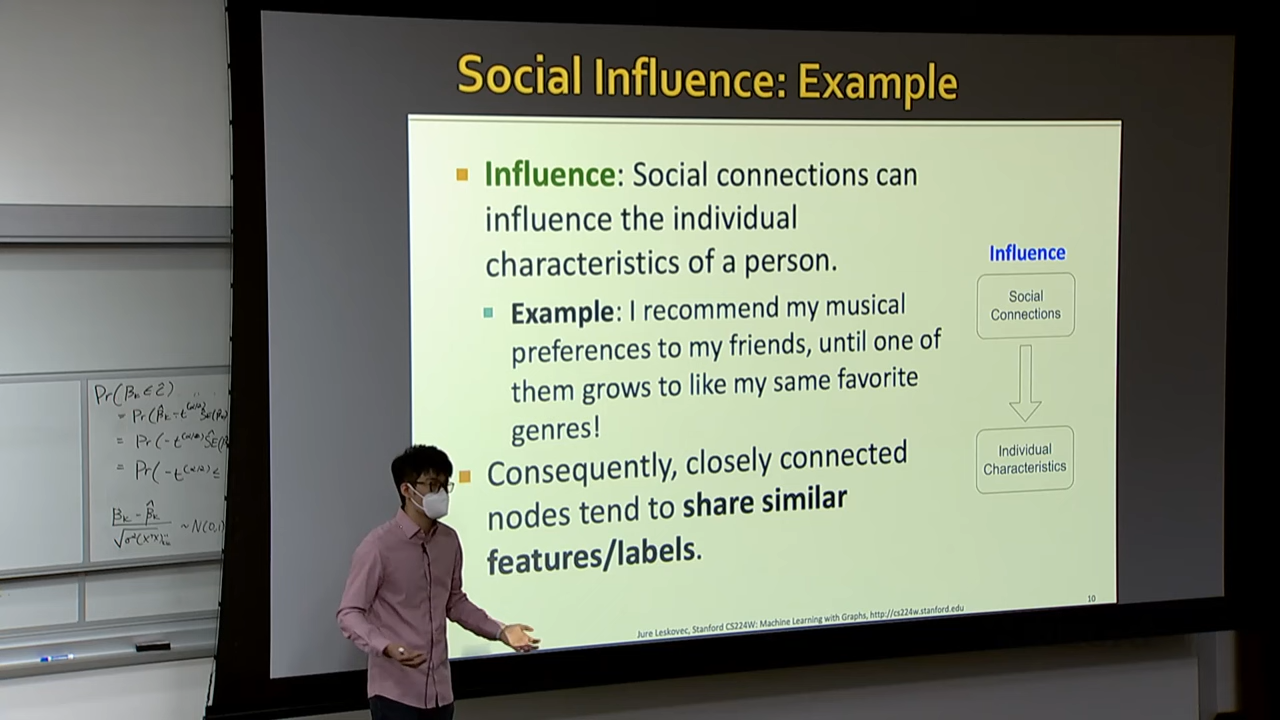 Social Influence: Example
Influence: Social connections can
influence the individual
characteristics of a person.
Example: I recommend my musical
preferences to my friends, until one of
them grows to like my same favorite
genres!
Consequently, closely connected
nodes tend to share similar
features/labels.
Influence
Social
Connections
Individual
Characteristics
10
Jure Leskovec, Stanford CS224W: Machine Learning with Graphs, http://cs224w.stanford.edu
= Pr(-t
= Pr(-t^(α/2) ≤
~ N(0,1)